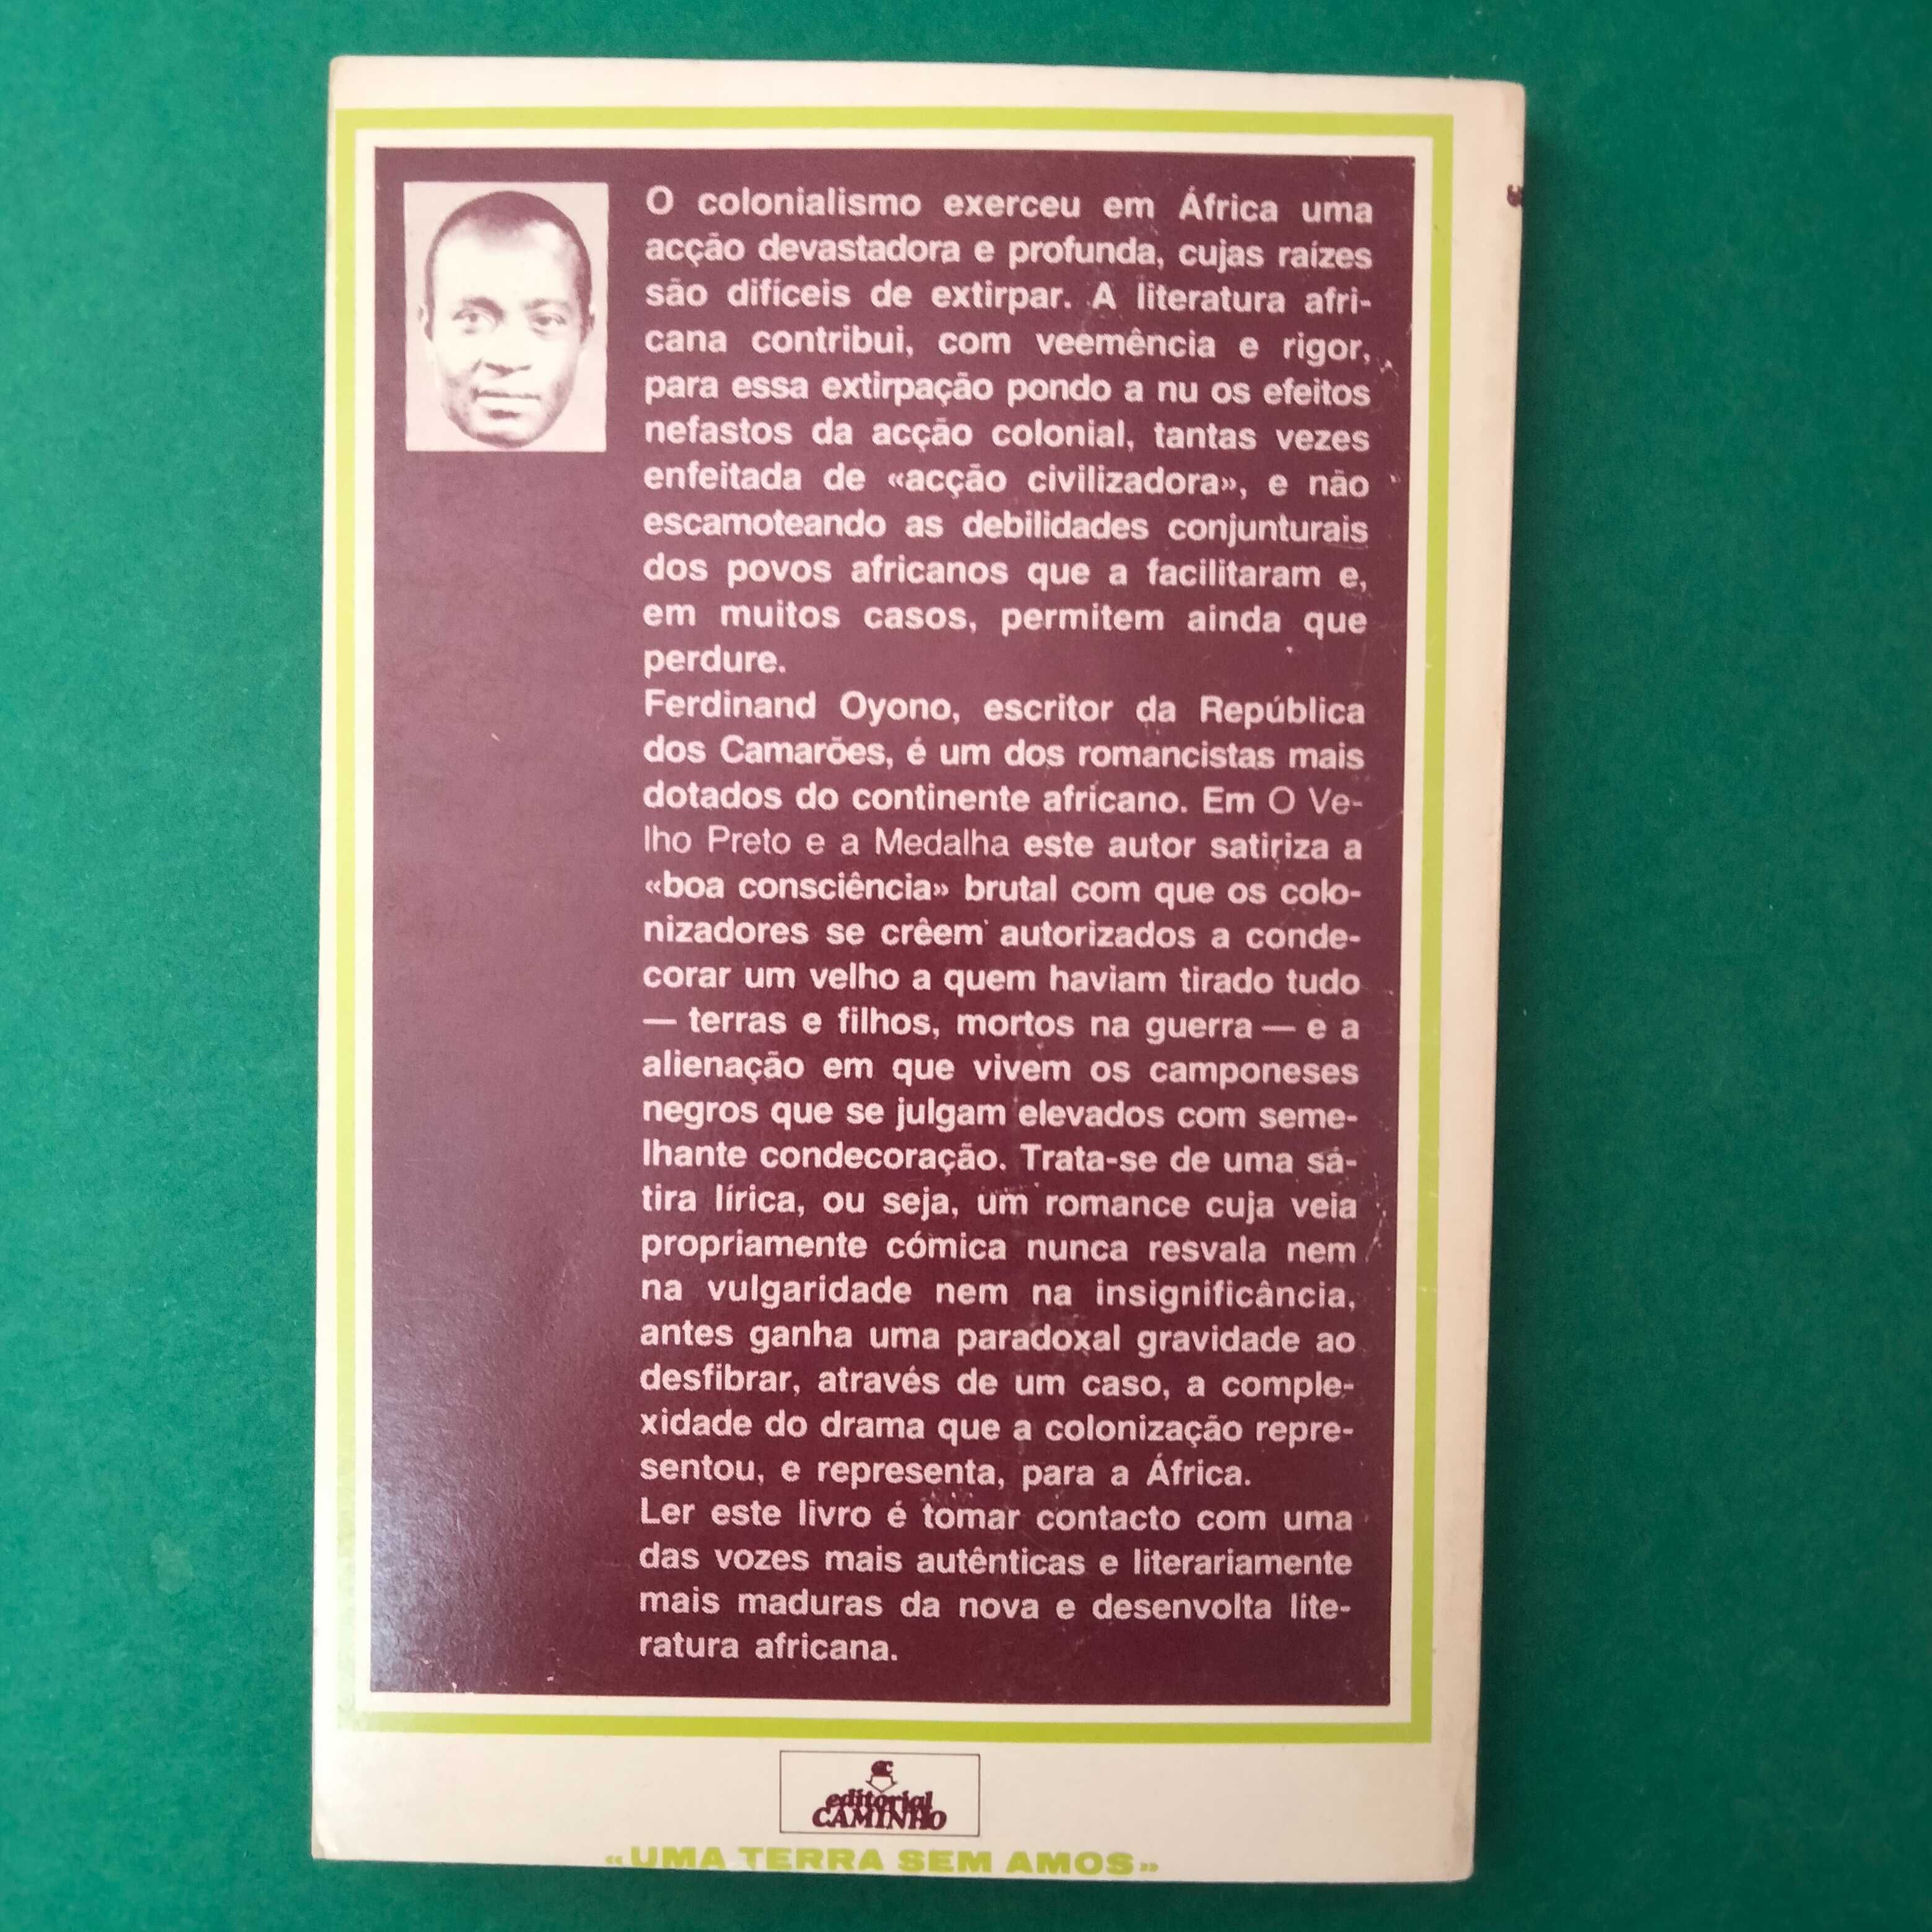 O colonialismo exerceu em África uma
acção devastadora e profunda, cujas raízes
são difíceis de extirpar. A literatura afri-
cana contribui, com veemência e rigor,
para essa extirpação pondo a nu os efeitos
nefastos da acção colonial, tantas vezes
enfeitada de «acção civilizadora», e não
escamoteando as debilidades conjunturais
dos povos africanos que a facilitaram e,
em muitos casos, permitem ainda que
perdure.
Ferdinand Oyono, escritor da República
dos Camarões, é um dos romancistas mais
dotados do continente africano. Em O Ve-
lho Preto e a Medalha este autor satiriza a
«boa consciência» brutal com que os colo-
nizadores se crêem autorizados a conde-
corar um velho a quem haviam tirado tudo
— terras e filhos, mortos na guerra — e a
alienação em que vivem os camponeses
negros que se julgam elevados com seme-
lhante condecoração. Trata-se de uma sá-
tira lírica, ou seja, um romance cuja veia
propriamente cómica nunca resvala nem
na vulgaridade nem na insignificância,
antes ganha uma paradoxal gravidade ao
desfibrar, através de um caso, a comple-
xidade do drama que a colonização repre-
sentou, e representa, para a África.
Ler este livro é tomar contacto com uma
das vozes mais autênticas e literariamente
mais maduras da nova e desenvolta lite-
ratura africana.
editorial
CAMINHO
«UMA TERRA SEM AMOS»